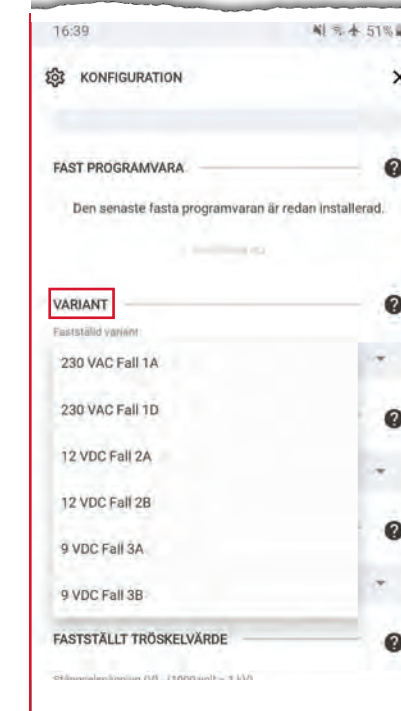 16:39 51%
KONFIGURATION
FAST PROGRAMVARA
Den senaste fasta programvaran är redan installerad.
VARIANT
Fastställd variant
230 VAC Fall 1A
230 VAC Fall 1D
12 VDC Fall 2A
12 VDC Fall 2B
9 VDC Fall 3A
9 VDC Fall 3B
FASTSTÄLLT TRÖSKELVÄRDE